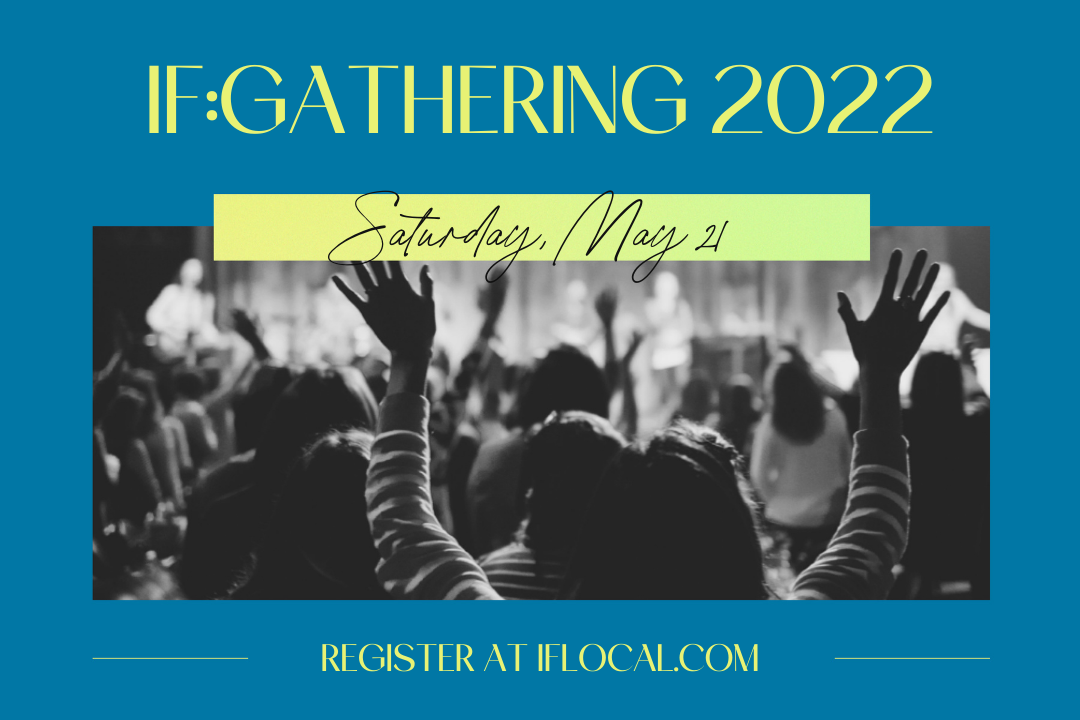 IF:GATHERING 2022
Saturday, May 21
REGISTER AT IFLOCAL.COM